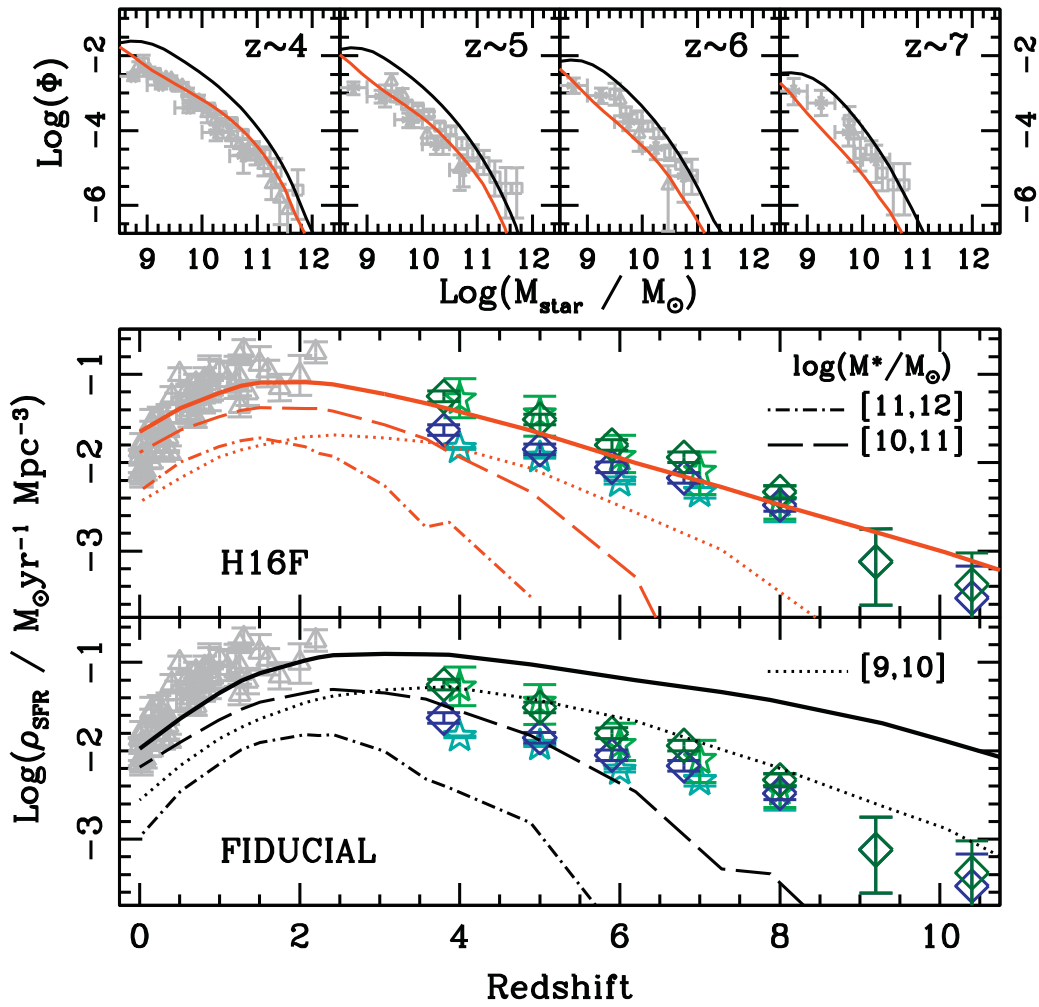 z~4 z~5 z~6 z~7
Log(Φ)
-2 -4 -6
-2 -4 -6
9 10 11 12 9 10 11 12 9 10 11 12 9 10 11 12
Log(M_star / M_⊙)
log(M*/M_⊙)
[11,12]
[10,11]
H16F
-1 -2 -3
Log(ρ_SFR / M_⊙yr⁻¹ Mpc⁻³)
[9,10]
FIDUCIAL
-1 -2 -3
0 2 4 6 8 10
Redshift